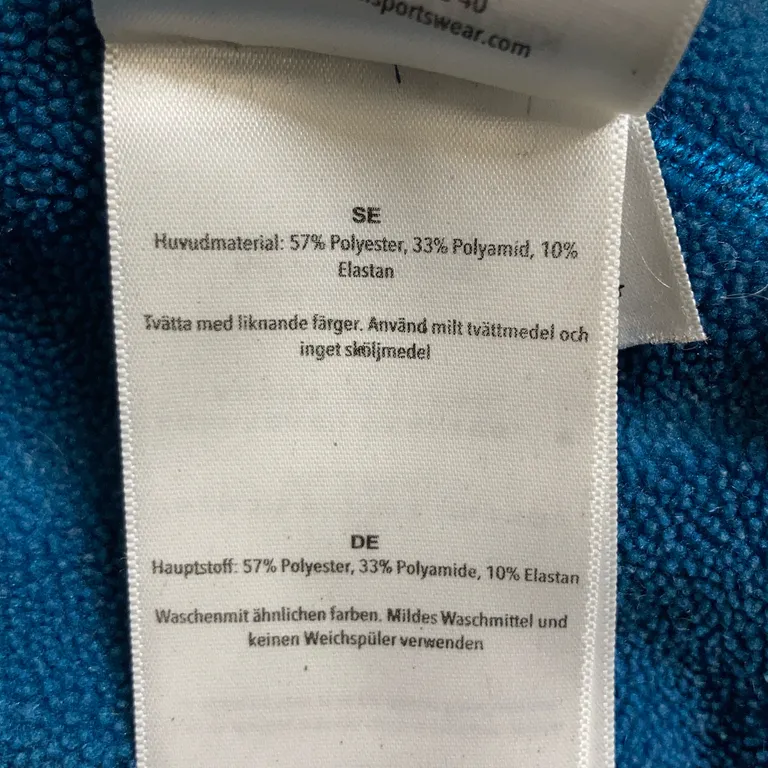 40
sportswear.com
SE
Huvudmaterial: 57% Polyester, 33% Polyamid, 10%
Elastan
Tvätta med liknande färger. Använd milt tvättmedel och
inget sköljmedel
DE
Hauptstoff: 57% Polyester, 33% Polyamide, 10% Elastan
Waschenmit ähnlichen farben. Mildes Waschmittel und
keinen Weichspüler verwenden